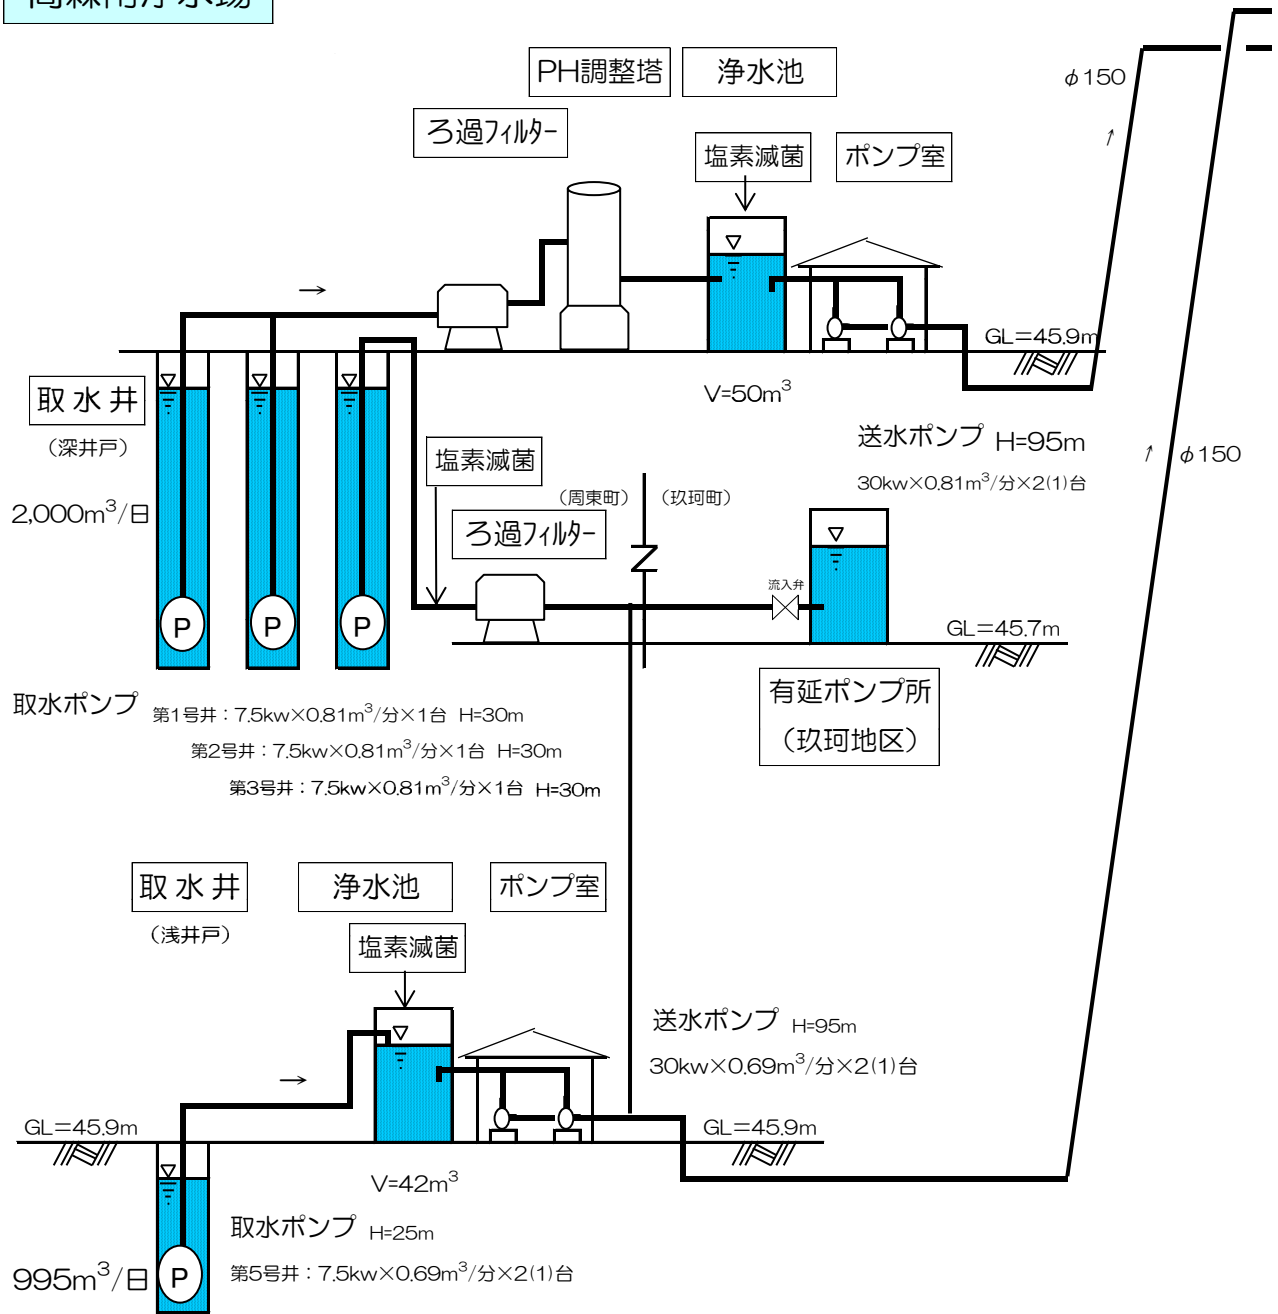 PH調整塔
浄水池
φ150
ろ過フィルター
塩素滅菌
ポンプ室
→
GL=45.9m
取水井
（深井戸）
V=50m³
送水ポンプ H=95m
30kw×0.81m³/分×2(1)台
φ150
塩素滅菌
2,000m³/日
（周東町）
（玖珂町）
ろ過フィルター
流入弁
P
P
P
GL=45.7m
取水ポンプ
第1号井：7.5kw×0.81m³/分×1台 H=30m
第2号井：7.5kw×0.81m³/分×1台 H=30m
第3号井：7.5kw×0.81m³/分×1台 H=30m
有延ポンプ所
（玖珂地区）
取水井
（浅井戸）
浄水池
ポンプ室
塩素滅菌
送水ポンプ H=95m
30kw×0.69m³/分×2(1)台
→
GL=45.9m
GL=45.9m
V=42m³
取水ポンプ H=25m
995m³/日
P
第5号井：7.5kw×0.69m³/分×2(1)台